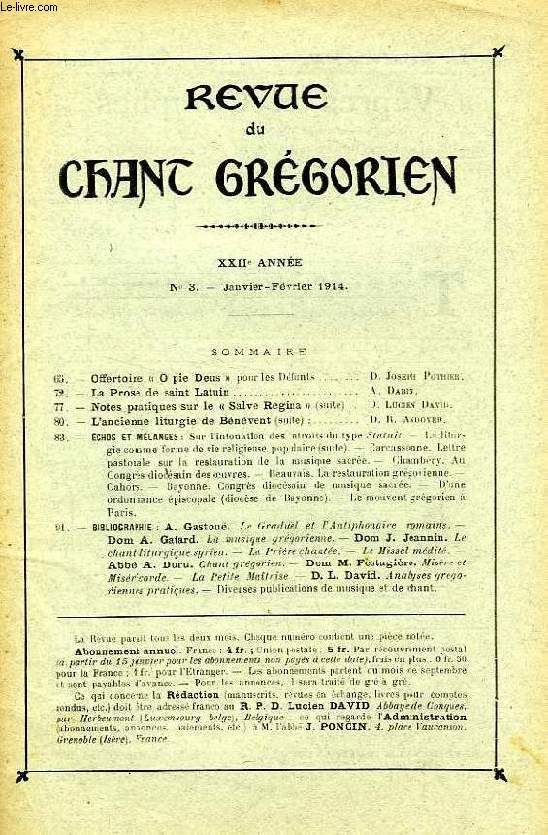 Le-livre.com
REVUE
du
CHANT GRÉGORIEN
XXIIe ANNÉE
No 3. — Janvier-Février 1914.
SOMMAIRE
65. — Offertoire « O pie Deus » pour les Défunts ....... D. JOSEPH POTHIER.
72. — La Prose de saint Latuin .................. A. DABIN.
77. — Notes pratiques sur le « Salve Regina » (suite) . D. LUCIEN DAVID.
80. — L'ancienne liturgie de Bénévent (suite) ; . . . . D. R. ANDOYER.
83. — ÉCHOS ET MÉLANGES : Sur l'intonation des introïts du type Statuit. — La litur-
gie comme forme de vie religieuse populaire (suite). — Carcassonne. Lettre
pastorale sur la restauration de la musique sacrée. — Chambéry. Au
Congrès diocésain des œuvres. — Beauvais. La restauration grégorienne. —
Cahors. — Bayonne. Congrès diocésain de musique sacrée. — D'une
ordonnance épiscopale (diocèse de Bayonne). — Le mouvent grégorien à
Paris.
91. — BIBLIOGRAPHIE : A. Gastoué. Le Graduel et l'Antiphonaire romains. —
Dom A. Gatard. La musique grégorienne. — Dom J. Jeannin. Le
chant liturgique syrien. — La Prière chantée. — Le Missel médité. —
Abbé A. Duru. Chant grégorien. — Dom M. Festugière. Misère et
Miséricorde. — La Petite Maîtrise — D. L. David. Analyses grégo-
riennes pratiques. — Diverses publications de musique et de chant.
La Revue paraît tous les deux mois. Chaque numéro contient une pièce notée.
Abonnement annuel. France : 4 fr. ; Union postale : 5 fr. Par recouvrement postal
(à partir du 15 janvier pour les abonnements non payés à cette date), frais en plus : 0 fr. 50
pour la France ; 1 fr. pour l'Étranger. — Les abonnements partent du mois de septembre
et sont payables d'avance. — Pour les annonces, il sera traité de gré à gré.
Ce qui concerne la Rédaction (manuscrits, revues en échange, livres pour comptes
rendus, etc.) doit être adressé franco au R. P. D. Lucien DAVID Abbaye de Conques,
par Herbeumont (Luxembourg belge), Belgique ; ce qui regarde l'Administration
(abonnements, annonces, paiements, etc.) à M. l'abbé J. PONCIN, 4, place Vaucanson,
Grenoble (Isère), France